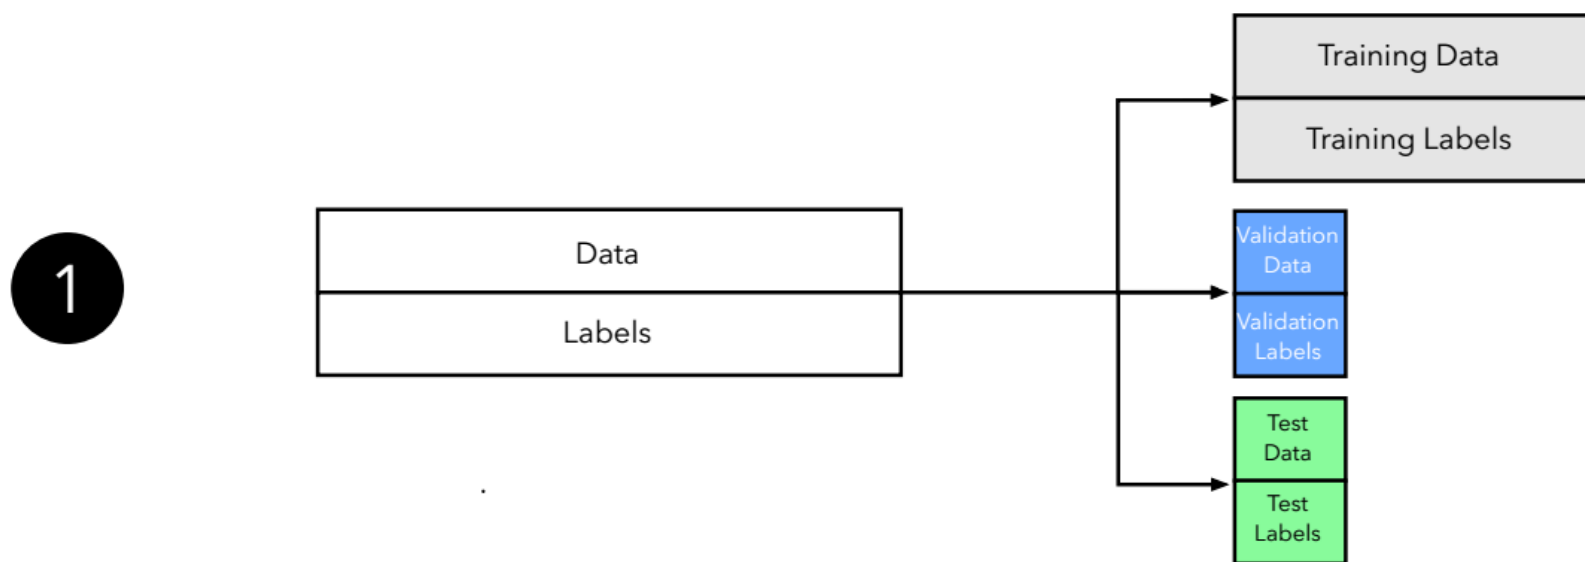 1
Data
Labels
Training Data
Training Labels
Validation
Data
Validation
Labels
Test
Data
Test
Labels